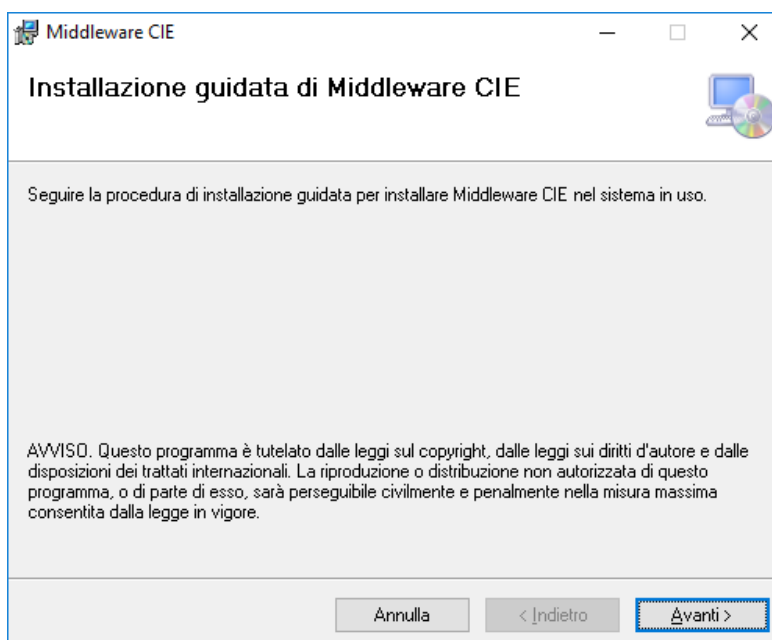 Middleware CIE
Installazione guidata di Middleware CIE
Seguire la procedura di installazione guidata per installare Middleware CIE nel sistema in uso.
AVVISO. Questo programma è tutelato dalle leggi sul copyright, dalle leggi sui diritti d'autore e dalle
disposizioni dei trattati internazionali. La riproduzione o distribuzione non autorizzata di questo
programma, o di parte di esso, sarà perseguibile civilmente e penalmente nella misura massima
consentita dalla legge in vigore.
Annulla < Indietro Avanti >